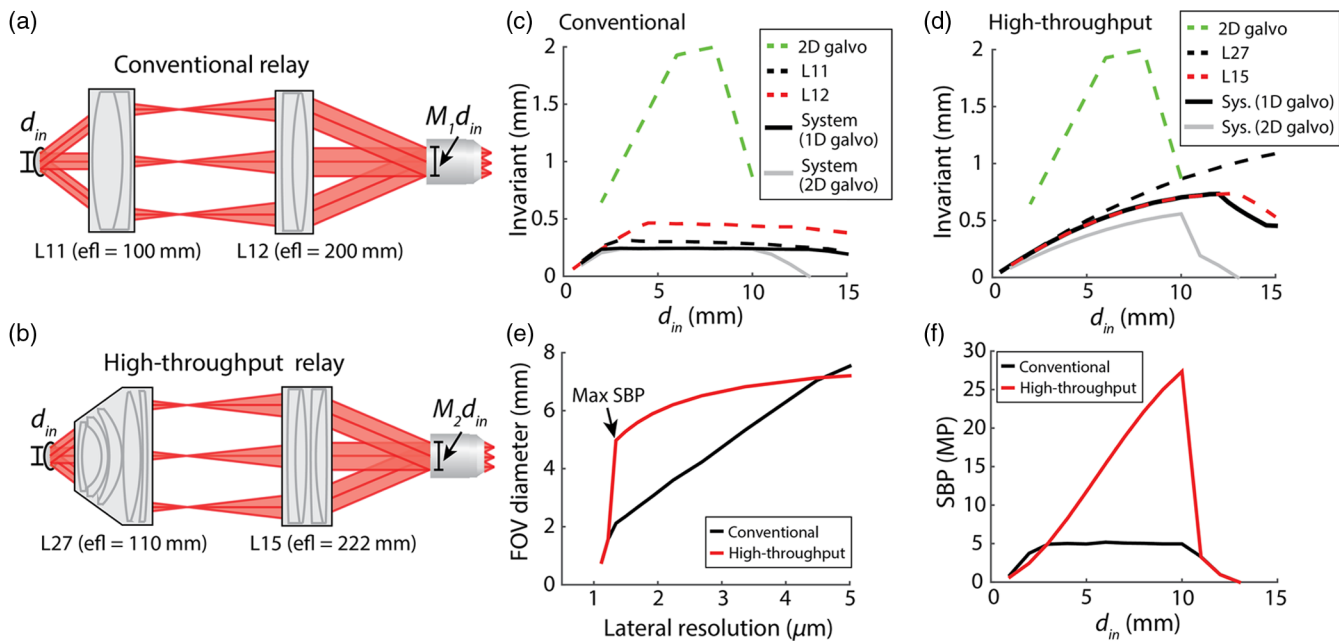 (a)
Conventional relay
d_in
M_1d_in
L11 (efl = 100 mm)
L12 (efl = 200 mm)
(b)
High-throughput relay
d_in
M_2d_in
L27 (efl = 110 mm)
L15 (efl = 222 mm)
(c)
Conventional
2D galvo
L11
L12
System
(1D galvo)
System
(2D galvo)
Invariant (mm)
2
1.5
1
0.5
0
0
5
10
15
d_in (mm)
(d)
High-throughput
2D galvo
L27
L15
Sys. (1D galvo)
Sys. (2D galvo)
Invariant (mm)
2
1.5
1
0.5
0
0
5
10
15
d_in (mm)
(e)
FOV diameter (mm)
8
6
4
2
0
Max SBP
Conventional
High-throughput
1
2
3
4
5
Lateral resolution (μm)
(f)
SBP (MP)
30
25
20
15
10
5
0
Conventional
High-throughput
0
5
10
15
d_in (mm)